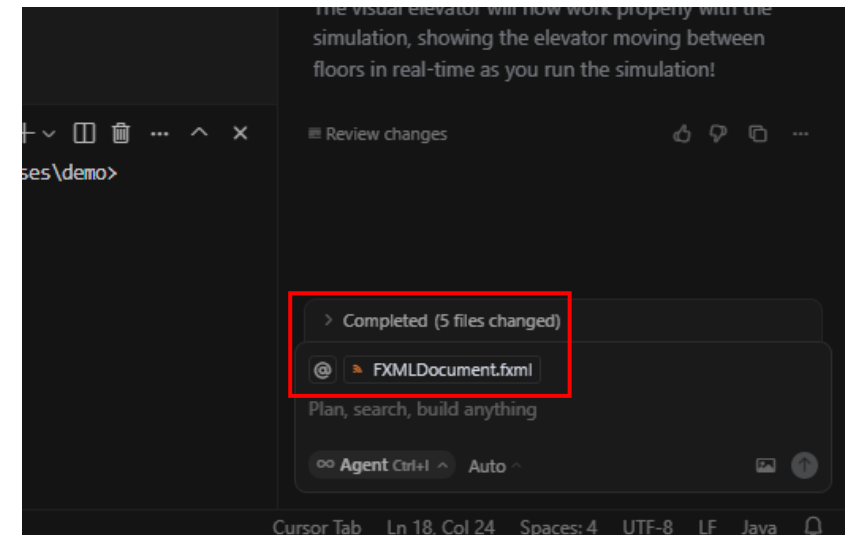 The visual elevator will now work properly with the
simulation, showing the elevator moving between
floors in real-time as you run the simulation!
Review changes
ses\demo>
Completed (5 files changed)
@ FXMLDocument.fxml
Plan, search, build anything
∞ Agent Ctrl+I Auto
Cursor Tab Ln 18, Col 24 Spaces: 4 UTF-8 LF Java